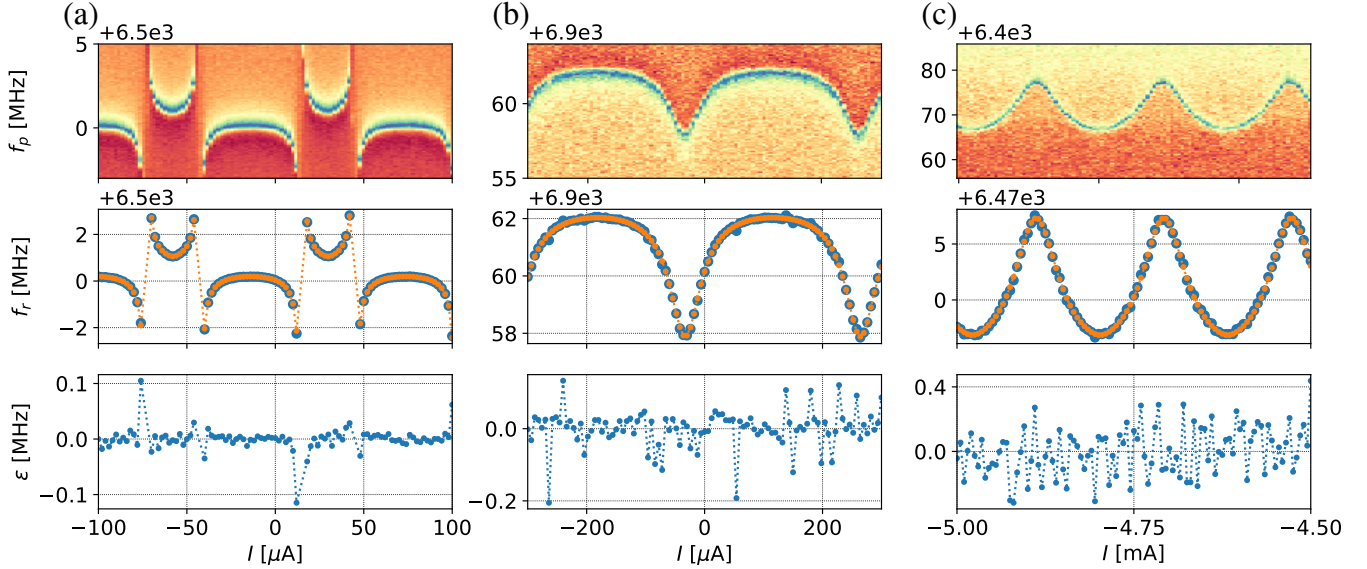 (a) (b) (c)
+6.5e3 +6.9e3 +6.4e3
f_p [MHz]
5
0
60
55
80
70
60
+6.5e3 +6.9e3 +6.47e3
f_r [MHz]
2
0
−2
62
60
58
5
0
ε [MHz]
0.1
0.0
−0.1
0.0
−0.2
0.4
0.0
−100 −50 0 50 100 −200 0 200 −5.00 −4.75 −4.50
I [μA] I [μA] I [mA]